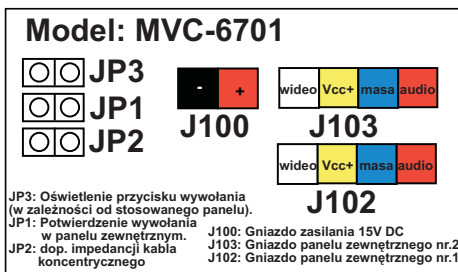 Model: MVC-6701
JP3
JP1
JP2
- +
J100
wideo Vcc+ masa audio
J103
wideo Vcc+ masa audio
J102
JP3: Oświetlenie przycisku wywołania
(w zależności od stosowanego panelu).
JP1: Potwierdzenie wywołania
w panelu zewnętrznym.
JP2: dop. impedancji kabla
koncentrycznego
J100: Gniazdo zasilania 15V DC
J103: Gniazdo panelu zewnętrznego nr.2
J102: Gniazdo panelu zewnętrznego nr.1